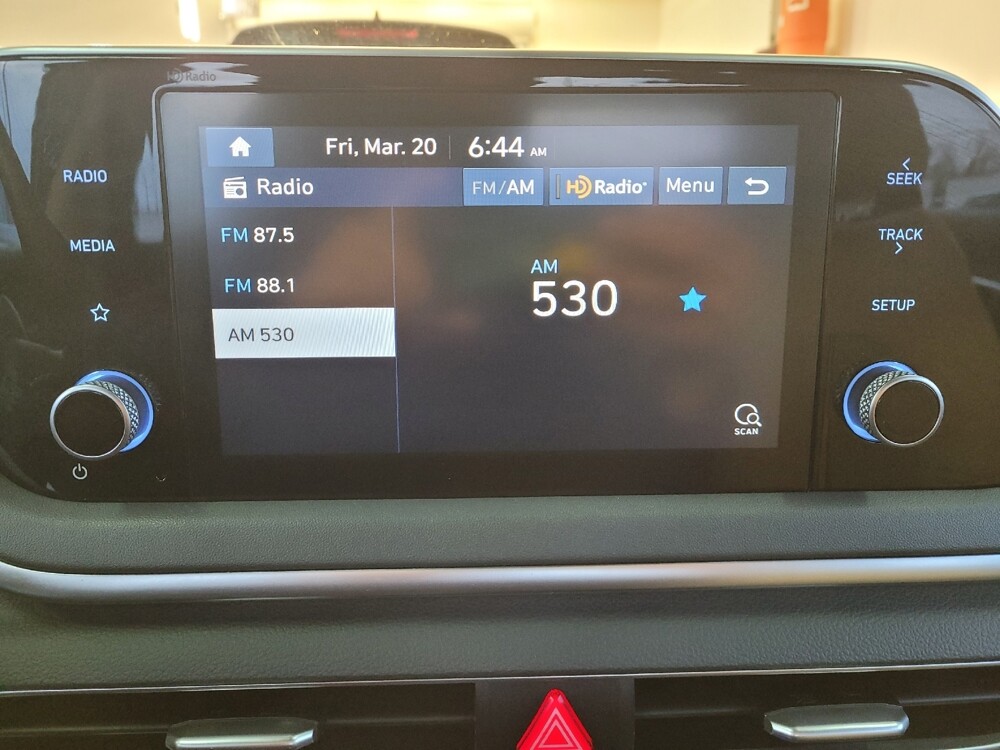 HD Radio
Fri, Mar. 20 6:44 AM
Radio FM/AM HD Radio Menu
FM 87.5
FM 88.1
AM 530
AM
530
SCAN
RADIO
MEDIA
SEEK
TRACK
SETUP